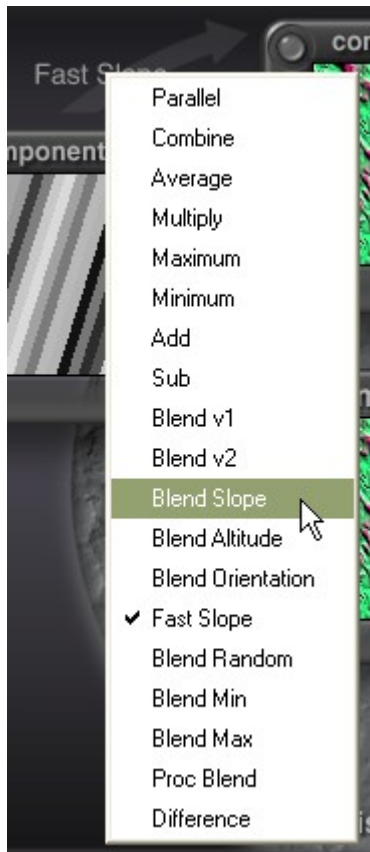 Fast Slope
Parallel
Combine
Average
Multiply
Maximum
Minimum
Add
Sub
Blend v1
Blend v2
Blend Slope
Blend Altitude
Blend Orientation
Fast Slope
Blend Random
Blend Min
Blend Max
Proc Blend
Difference